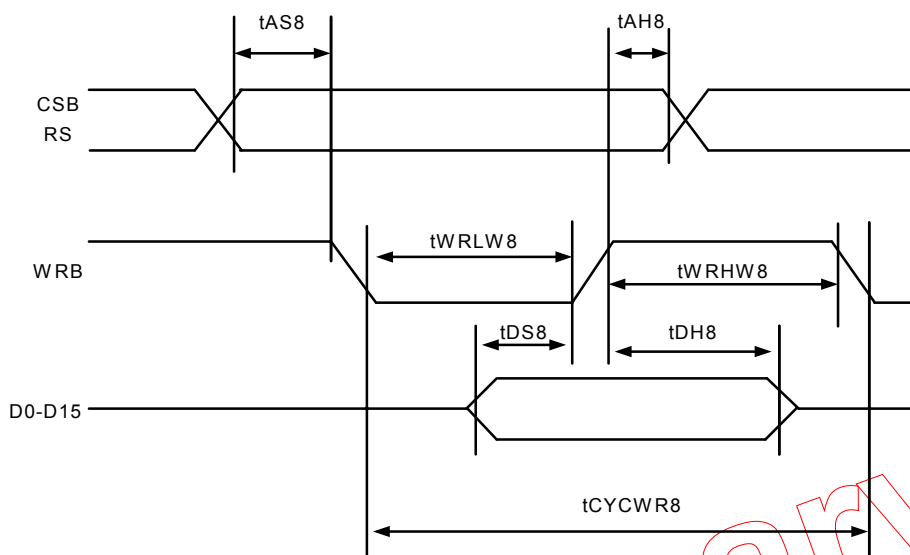 tAS8
tAH8
CSB
RS
tWRLW8
WRB
tWRHW8
tDS8
tDH8
D0-D15
tCYCWR8